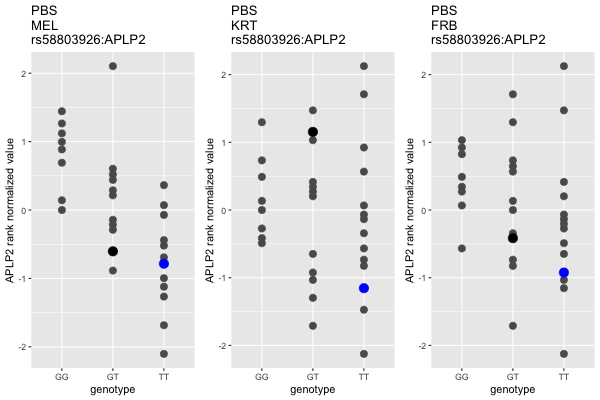 PBS
MEL
rs58803926:APLP2
APLP2 rank normalized value
2
1
0
-1
-2
GG GT TT
genotype
PBS
KRT
rs58803926:APLP2
APLP2 rank normalized value
2
1
0
-1
-2
GG GT TT
genotype
PBS
FRB
rs58803926:APLP2
APLP2 rank normalized value
2
1
0
-1
-2
GG GT TT
genotype